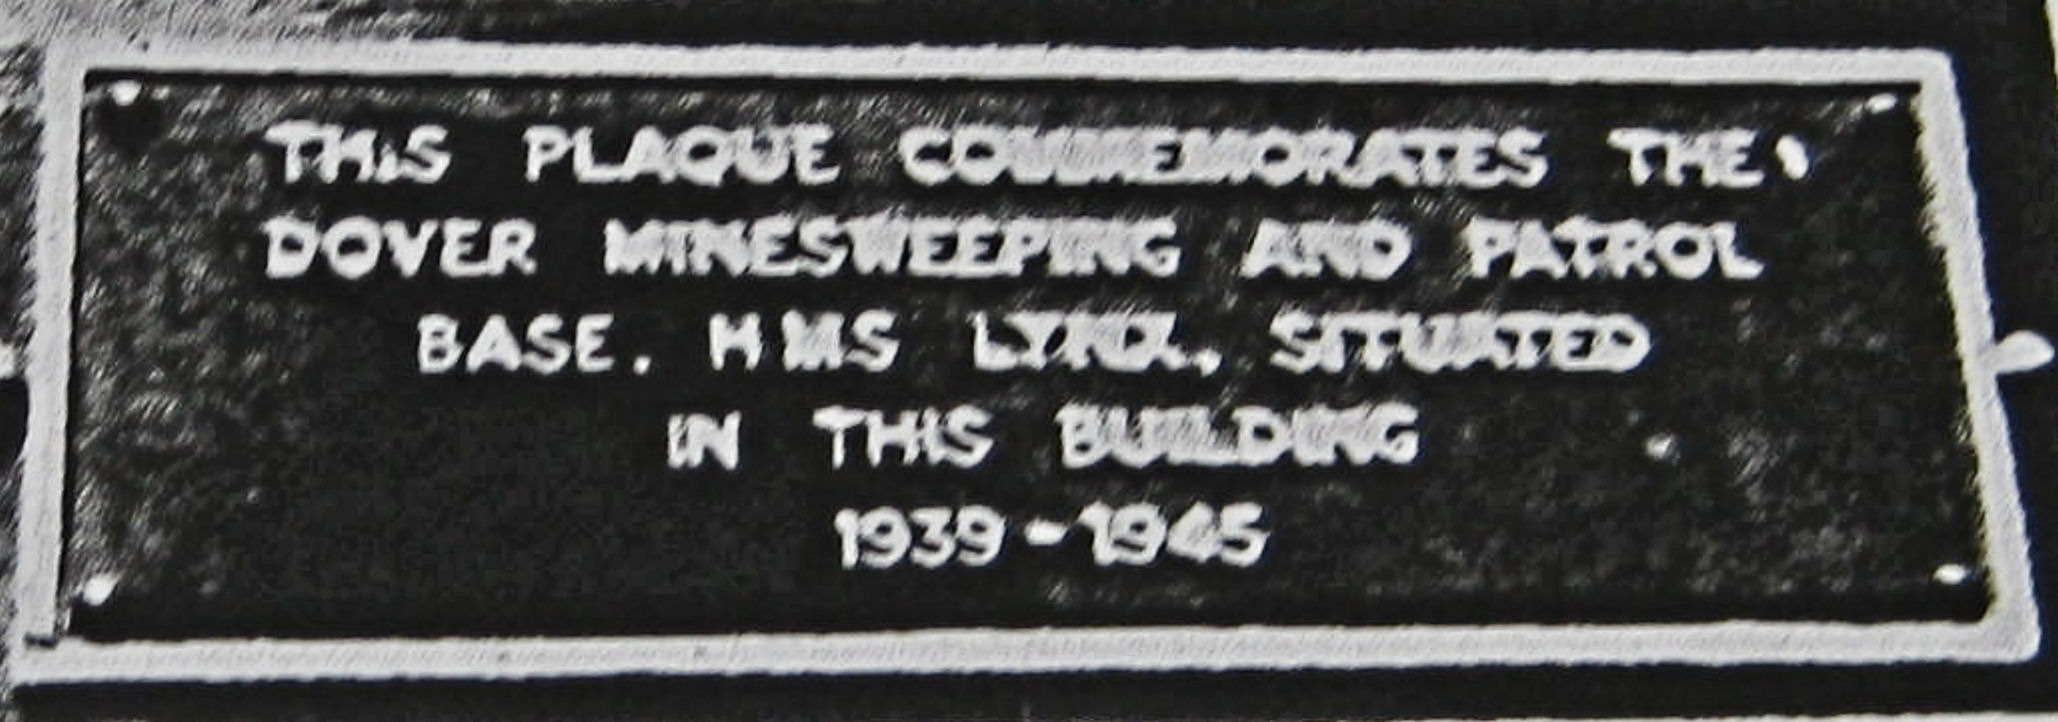 THIS PLAQUE COMMEMORATES THE
DOVER MINESWEEPING AND PATROL
BASE. HMS LYNX, SITUATED
IN THIS BUILDING
1939-1945